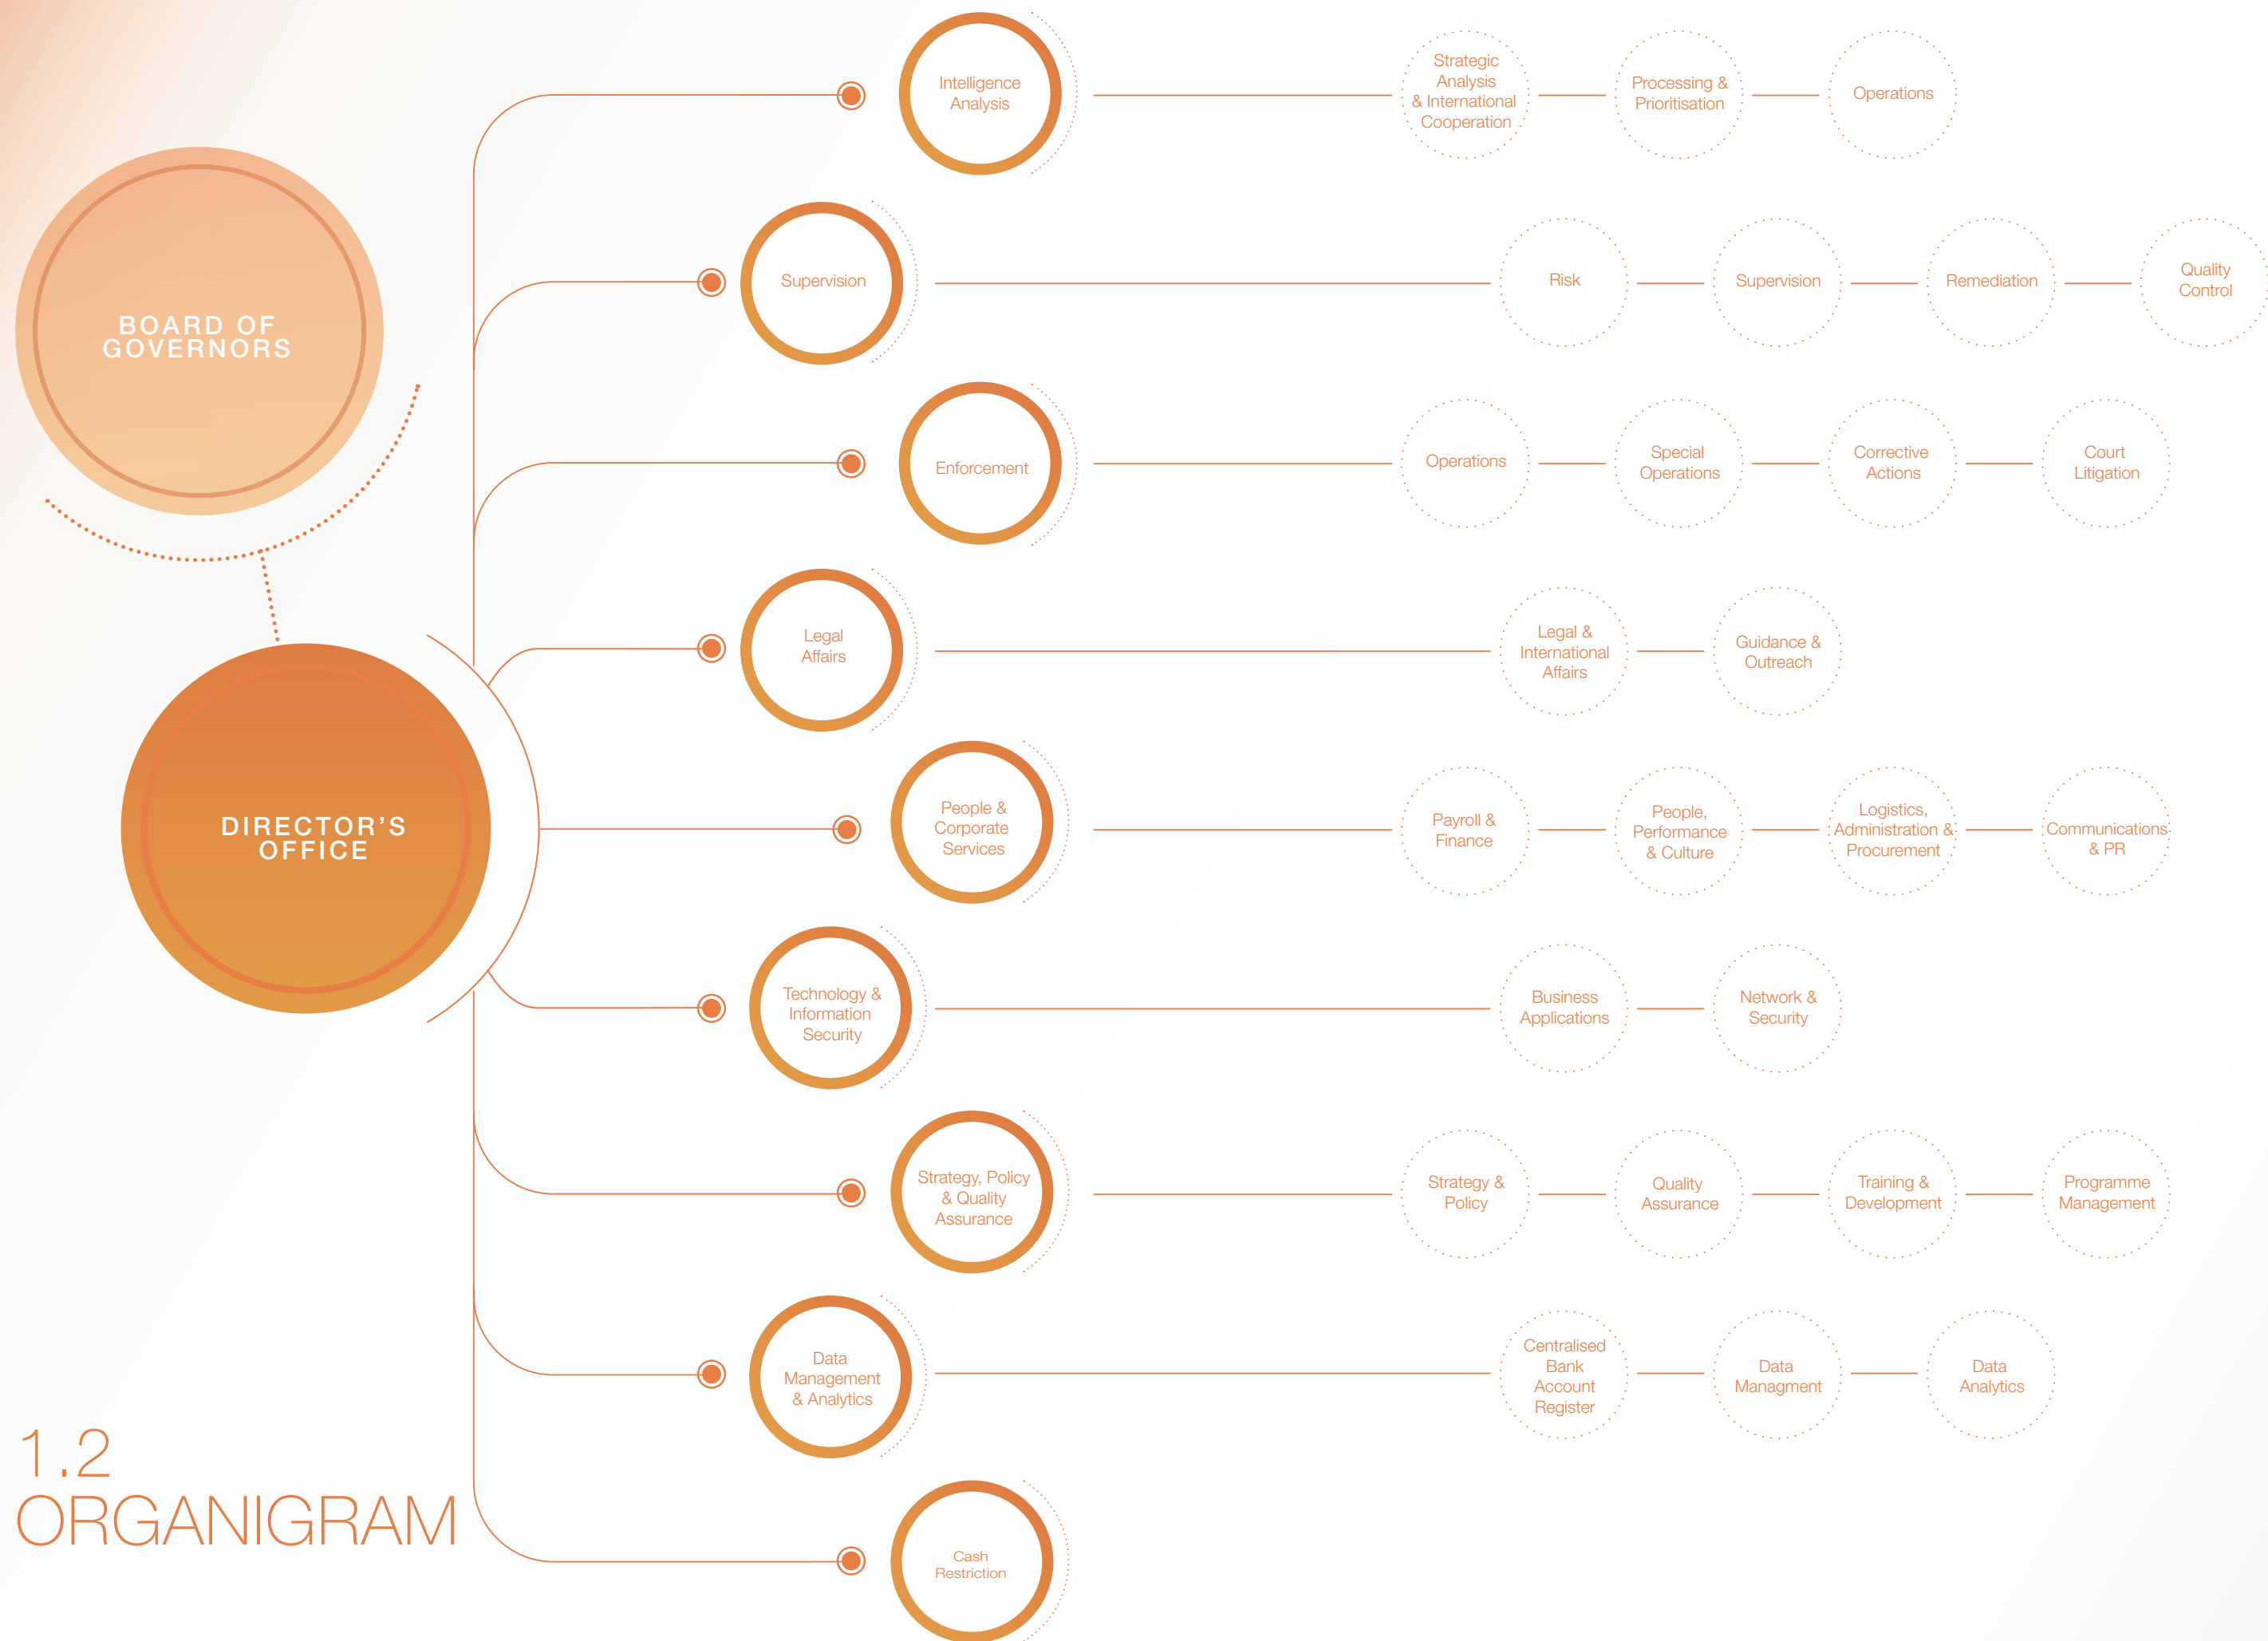 Intelligence
Analysis
Strategic
Analysis
& International
Cooperation
Processing &
Prioritisation
Operations
BOARD OF
GOVERNORS
Supervision
Risk
Supervision
Remediation
Quality
Control
Enforcement
Operations
Special
Operations
Corrective
Actions
Court
Litigation
Legal
Affairs
Legal &
International
Affairs
Guidance &
Outreach
DIRECTOR'S
OFFICE
People &
Corporate
Services
Payroll &
Finance
People,
Performance
& Culture
Logistics,
Administration &
Procurement
Communications
& PR
Technology &
Information
Security
Business
Applications
Network &
Security
Strategy, Policy
& Quality
Assurance
Strategy &
Policy
Quality
Assurance
Training &
Development
Programme
Management
Data
Management
& Analytics
Centralised
Bank
Account
Register
Data
Managment
Data
Analytics
Cash
Restriction
1.2
ORGANIGRAM